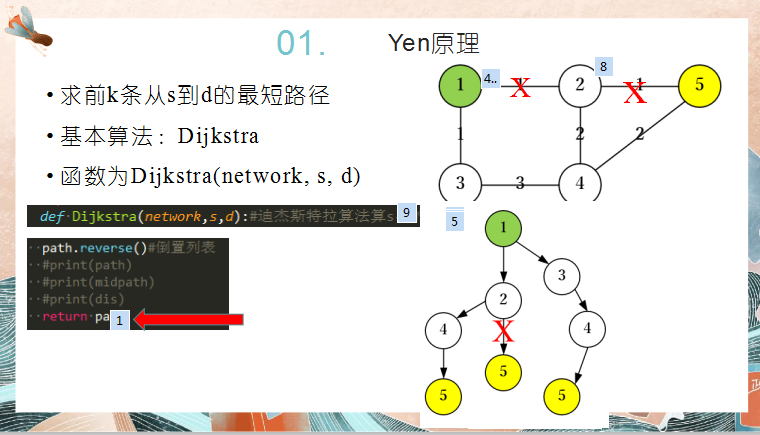 01.
Yen原理
• 求前k条从s到d的最短路径
• 基本算法：Dijkstra
• 函数为Dijkstra(network, s, d)
def Dijkstra(network,s,d):#迪杰斯特拉算法算s
9
path.reverse()#倒置列表
#print(path)
#print(midpath)
#print(dis)
return pa
1
1
4..
X
2
8
1
X
5
1
2
2
3
3
4
5
1
3
2
4
X
4
5
5
5